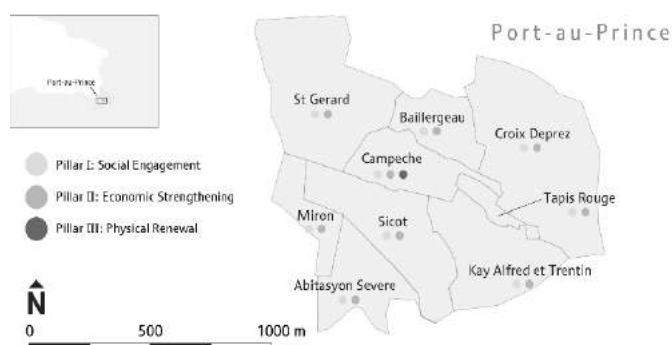 Port-au-Prince
Port-au-Prince
St Gerard
Baillergeau
Croix Deprez
Campeche
Pillar I: Social Engagement
Pillar II: Economic Strengthening
Pillar III: Physical Renewal
Tapis Rouge
Miron
Sicot
Kay Alfred et Trentin
Abitasyon Severe
N
0 500 1000 m